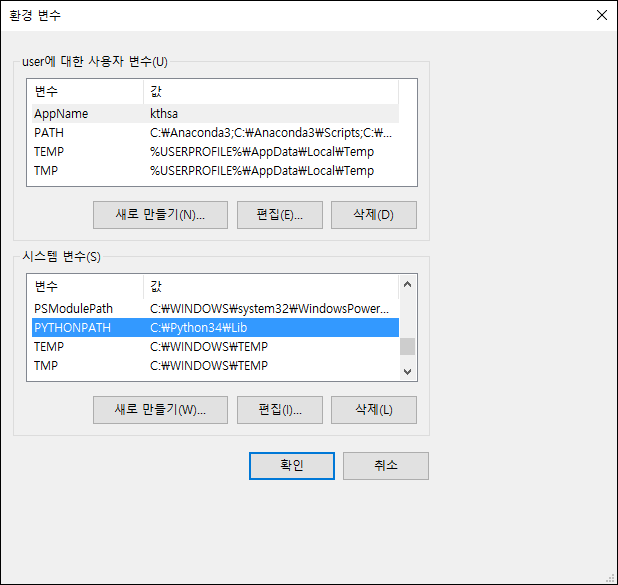 환경 변수
user에 대한 사용자 변수(U)
변수 값
AppName kthsa
PATH C:₩Anaconda3;C:₩Anaconda3₩Scripts;C:₩...
TEMP %USERPROFILE%₩AppData₩Local₩Temp
TMP %USERPROFILE%₩AppData₩Local₩Temp
새로 만들기(N)... 편집(E)... 삭제(D)
시스템 변수(S)
변수 값
PSModulePath C:₩WINDOWS₩system32₩WindowsPower...
PYTHONPATH C:₩Python34₩Lib
TEMP C:₩WINDOWS₩TEMP
TMP C:₩WINDOWS₩TEMP
새로 만들기(W)... 편집(I)... 삭제(L)
확인 취소